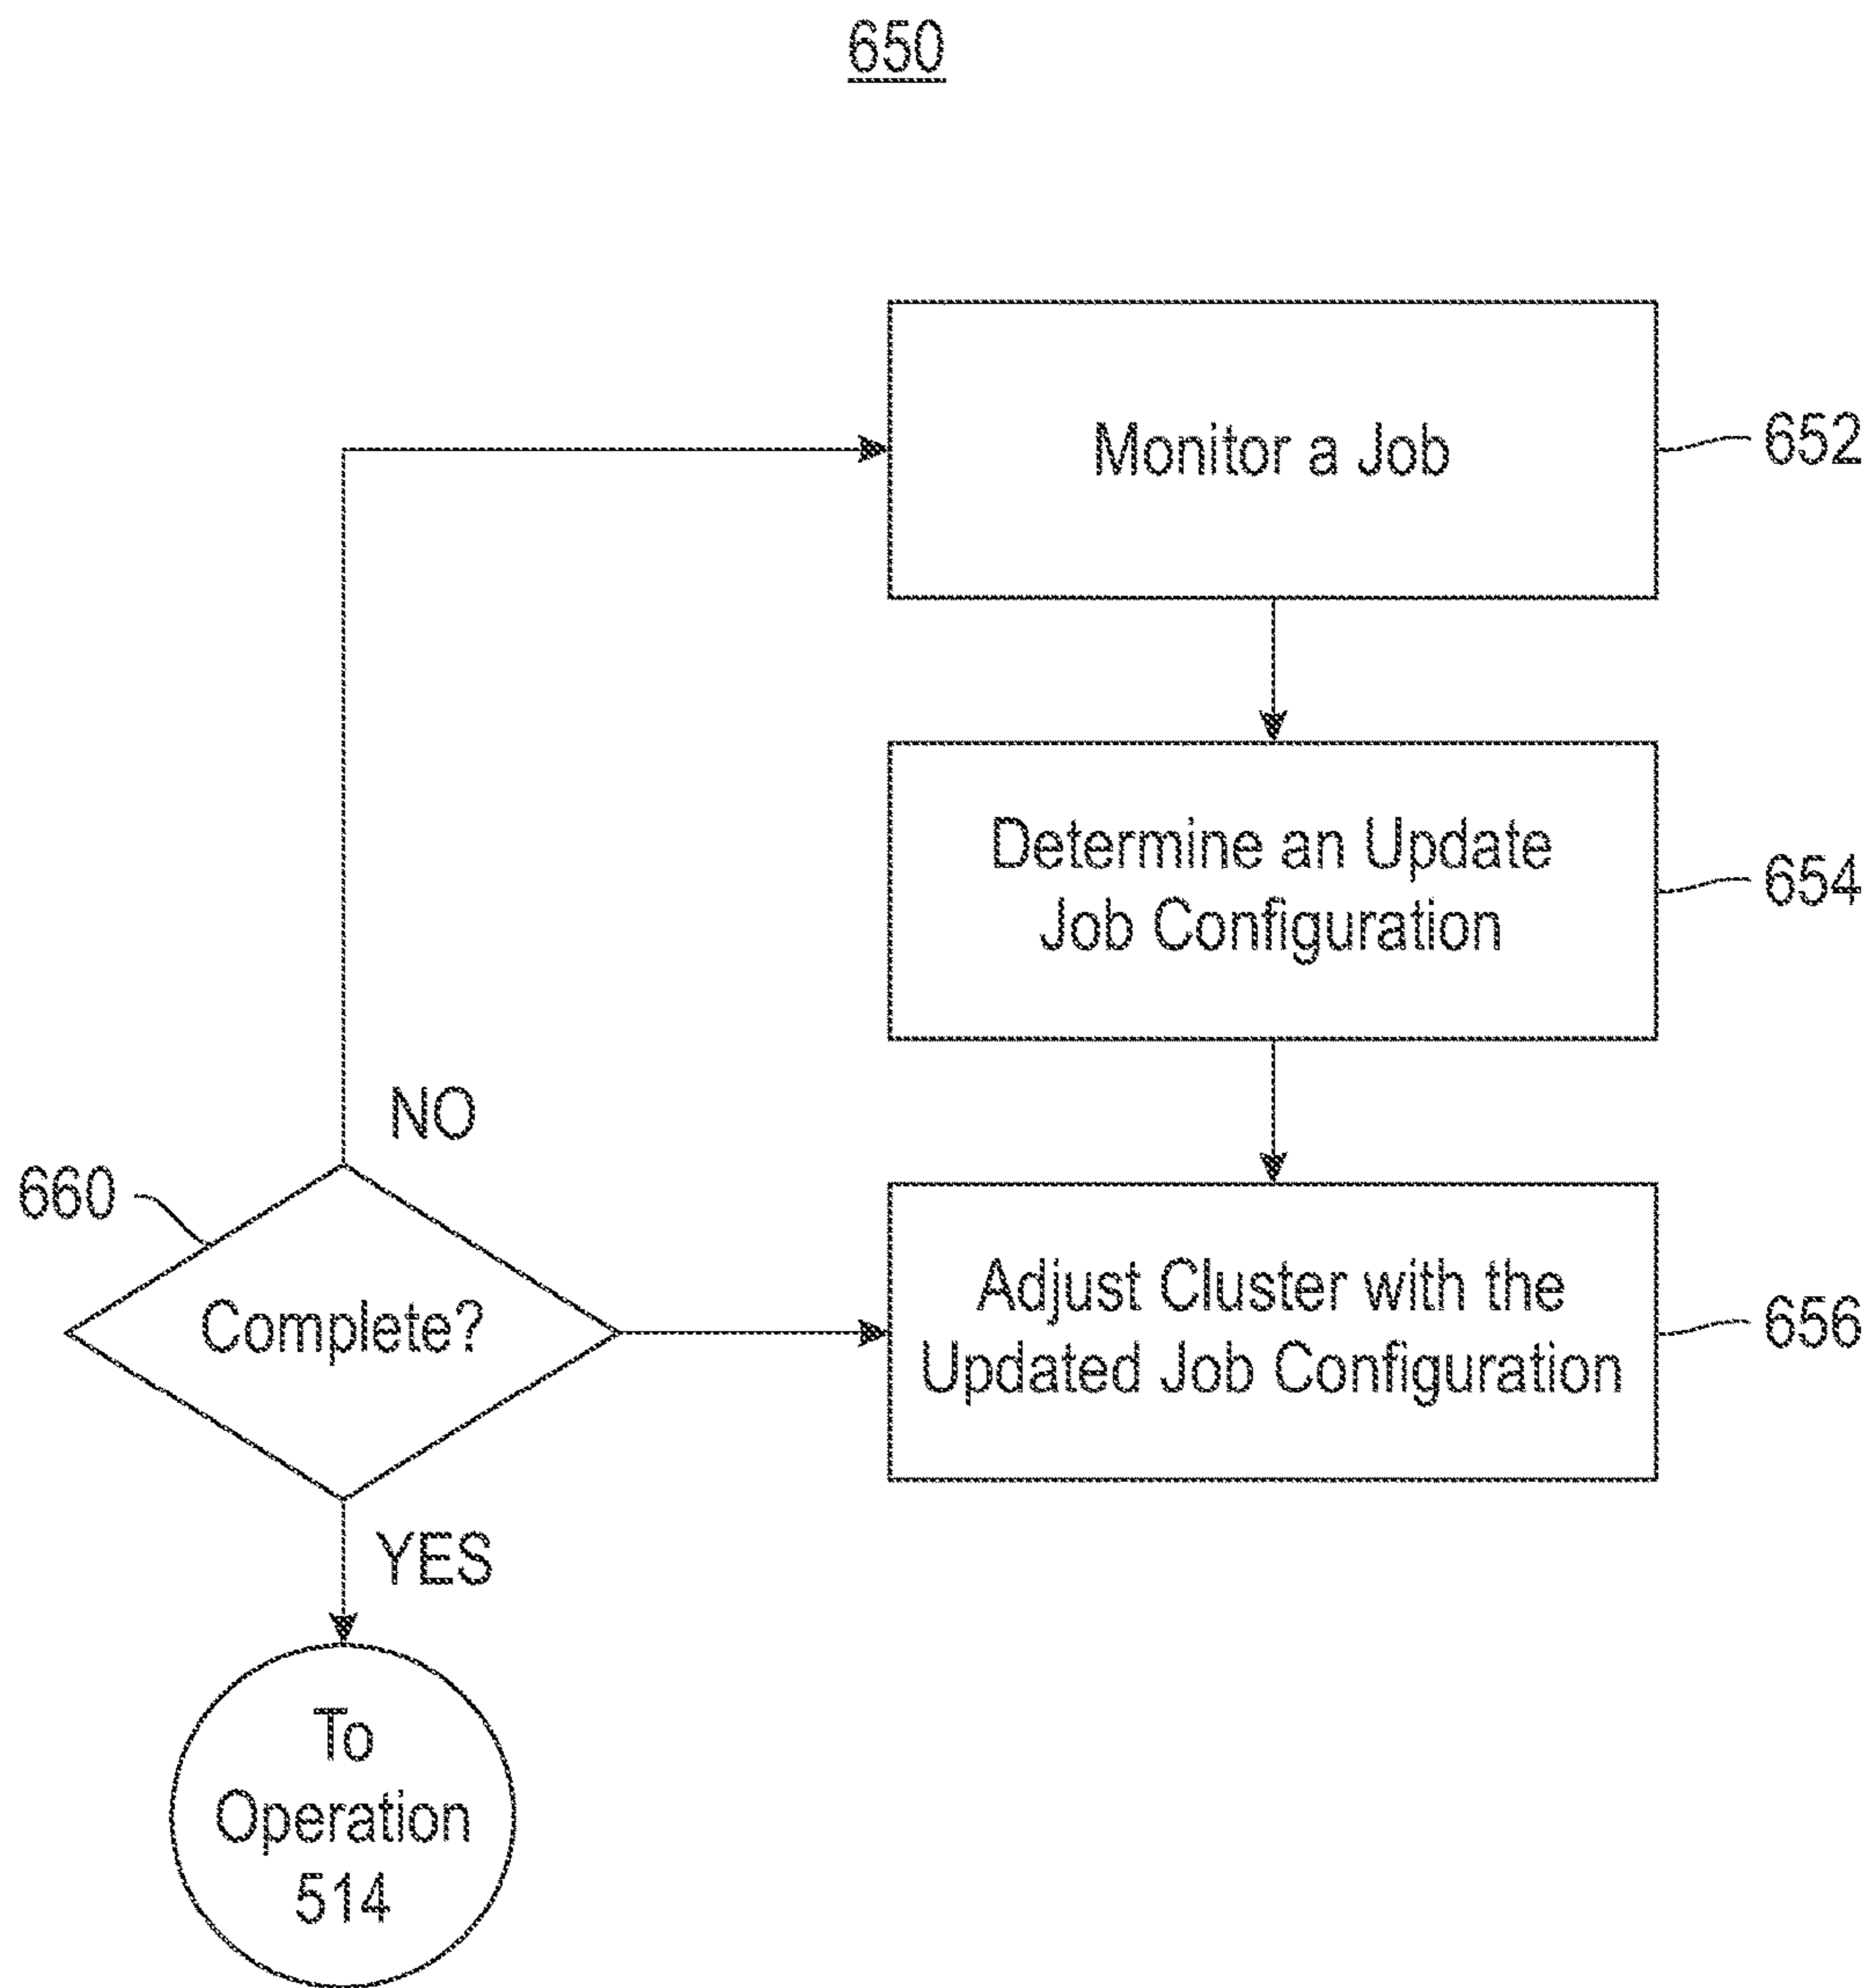 650
Monitor a Job
652
Determine an Update
Job Configuration
654
NO
660
Complete?
Adjust Cluster with the
Updated Job Configuration
656
YES
To
Operation
514